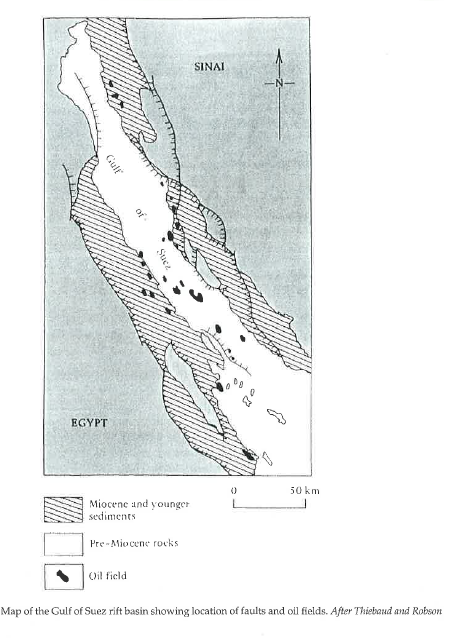 SINAI
N
Gulf
of
Suez
EGYPT
0 50 km
Miocene and younger
sediments
Pre-Miocene rocks
Oil field
Map of the Gulf of Suez rift basin showing location of faults and oil fields. After Thiebaud and Robson